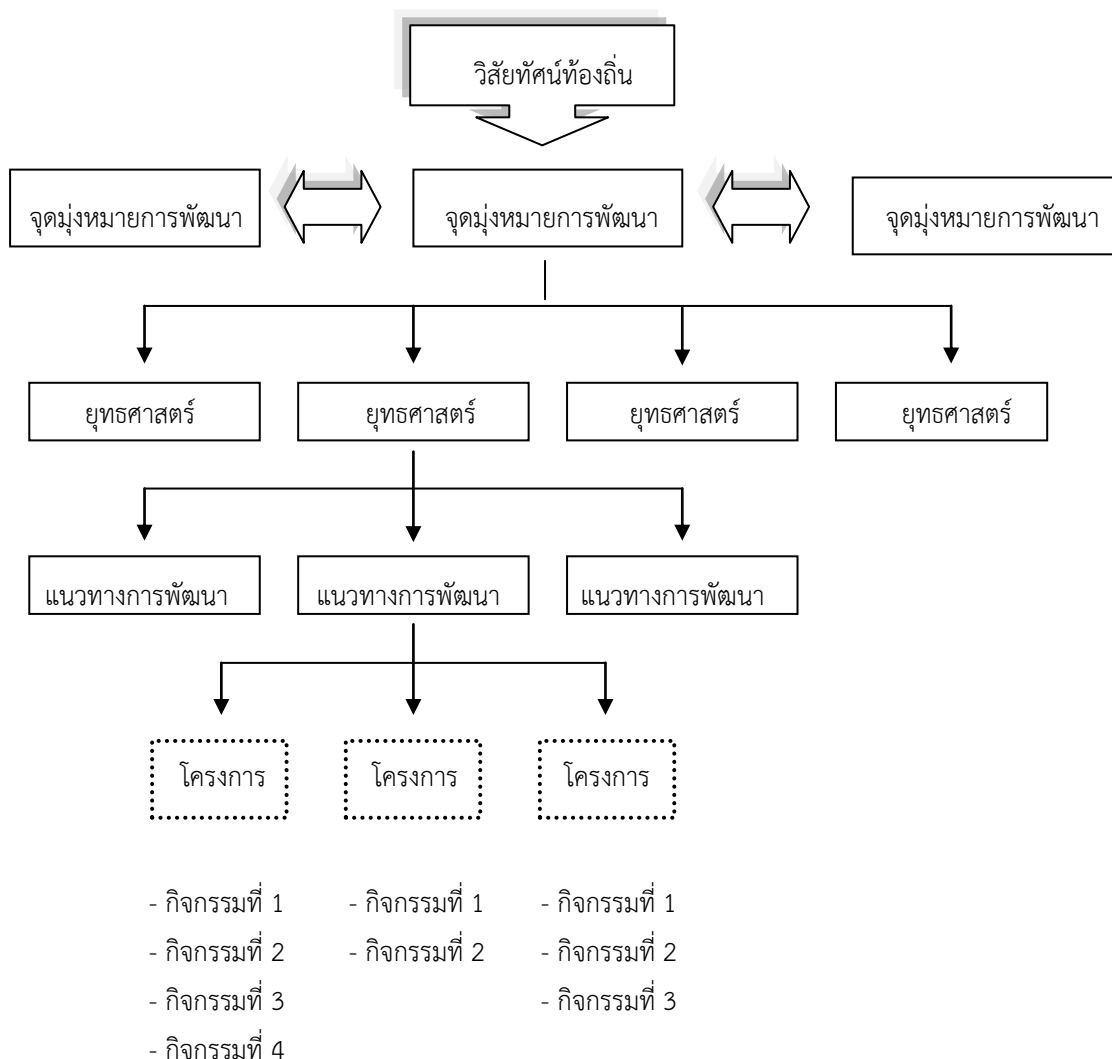 วิสัยทัศน์ท้องถิ่น
จุดมุ่งหมายการพัฒนา จุดมุ่งหมายการพัฒนา จุดมุ่งหมายการพัฒนา
ยุทธศาสตร์ ยุทธศาสตร์ ยุทธศาสตร์ ยุทธศาสตร์
แนวทางการพัฒนา แนวทางการพัฒนา แนวทางการพัฒนา
โครงการ โครงการ โครงการ
- กิจกรรมที่ 1 - กิจกรรมที่ 1 - กิจกรรมที่ 1
- กิจกรรมที่ 2 - กิจกรรมที่ 2 - กิจกรรมที่ 2
- กิจกรรมที่ 3 - กิจกรรมที่ 3
- กิจกรรมที่ 4